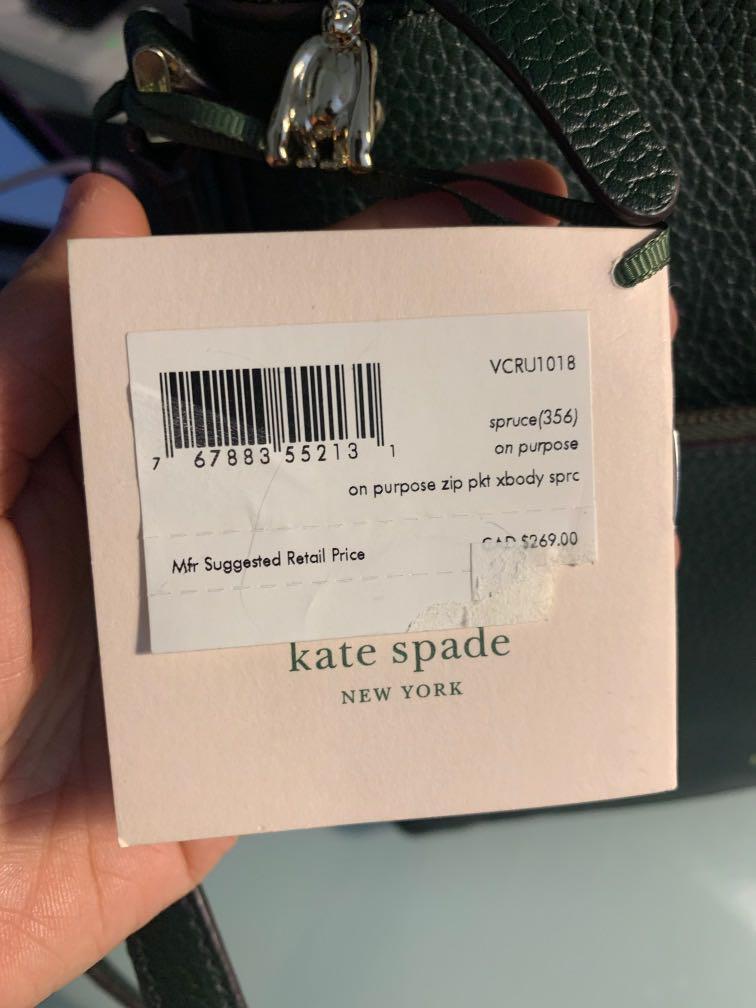 VCRU1018
spruce(356)
7 67883 55213 1
on purpose
on purpose zip pkt xbody sprc
Mfr Suggested Retail Price
CAD $269.00
kate spade
NEW YORK